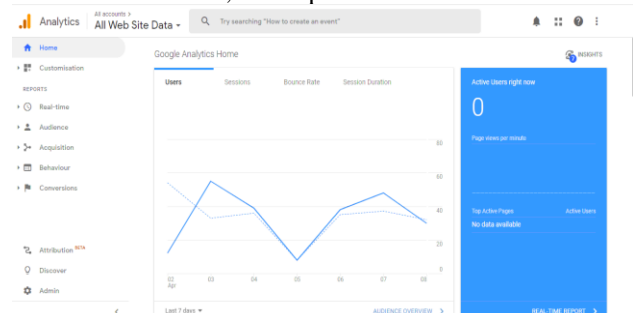 Analytics
All accounts >
All Web Site Data
Try searching "How to create an event"
Home
Customisation
REPORTS
Real-time
Audience
Acquisition
Behaviour
Conversions
Attribution BETA
Discover
Admin
Google Analytics Home
INSIGHTS
Users Sessions Bounce Rate Session Duration
80
60
40
20
0
02 03 04 05 06 07 08
Apr
Last 7 days
AUDIENCE OVERVIEW
Active Users right now
0
Page views per minute
Top Active Pages Active Users
No data available
REAL-TIME REPORT